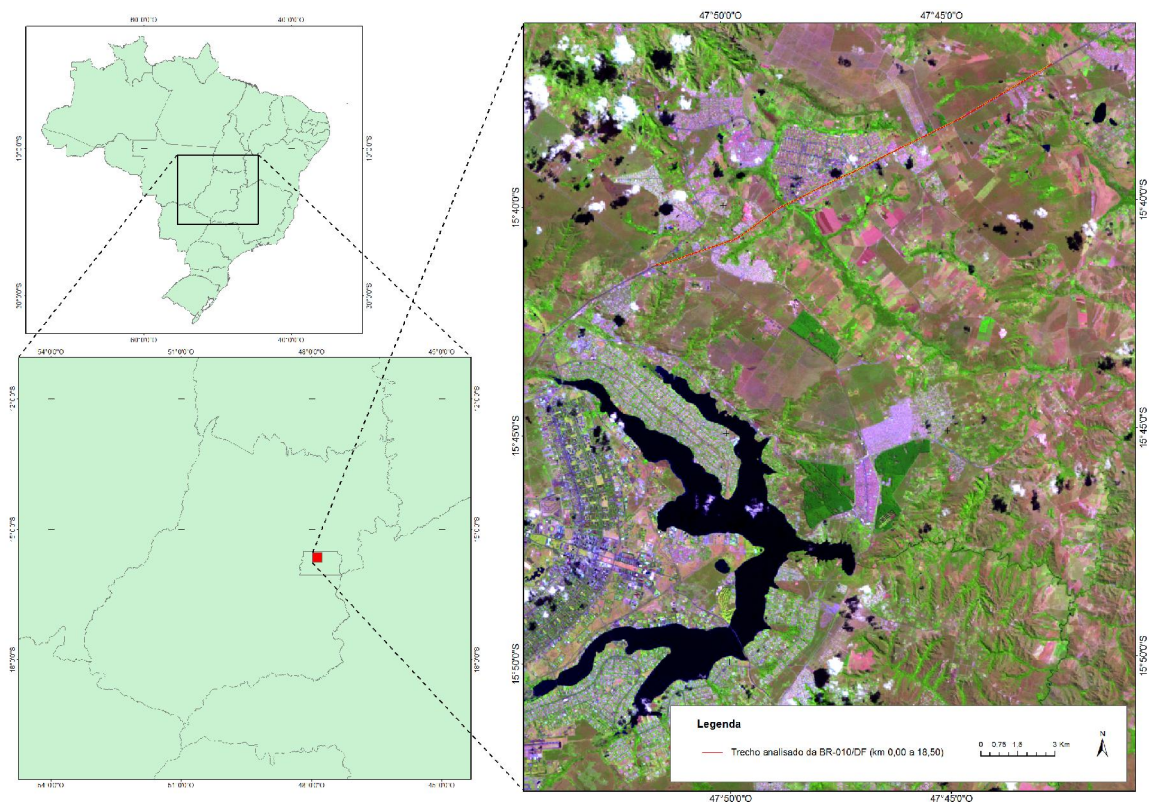 60°0'0"O 40°0'0"O
15°0'0"S 15°0'0"S
30°0'0"S 30°0'0"S
60°0'0"O 40°0'0"O
54°0'0"O 51°0'0"O 48°0'0"O 45°0'0"O
12°0'0"S 12°0'0"S
15°0'0"S 15°0'0"S
18°0'0"S 18°0'0"S
54°0'0"O 51°0'0"O 48°0'0"O 45°0'0"O
47°50'0"O 47°45'0"O
15°40'0"S 15°40'0"S
15°45'0"S 15°45'0"S
15°50'0"S 15°50'0"S
Legenda
Trecho analisado da BR-010/DF (km 0,00 a 18,50)
0 0,75 1,5 3 Km
N
47°50'0"O 47°45'0"O